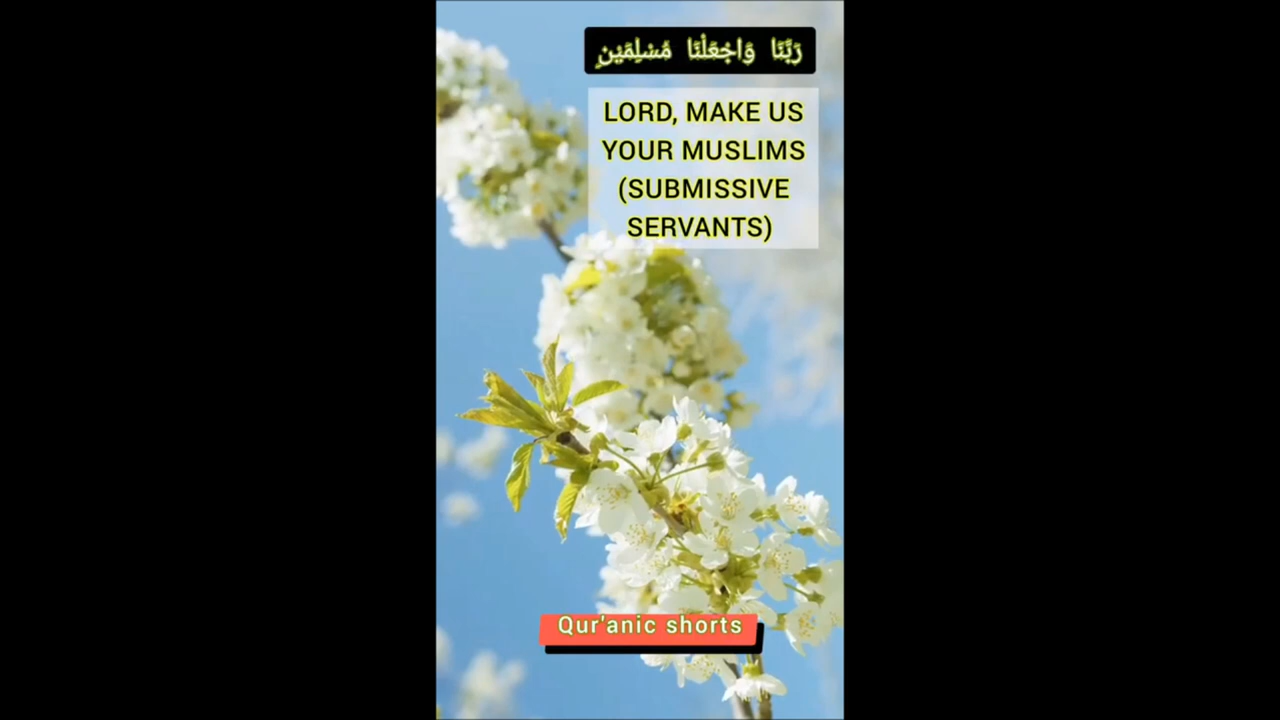 رَبَّنَا وَاجْعَلْنَا مُسْلِمَيْنِ
LORD, MAKE US
YOUR MUSLIMS
(SUBMISSIVE
SERVANTS)
Qur'anic shorts